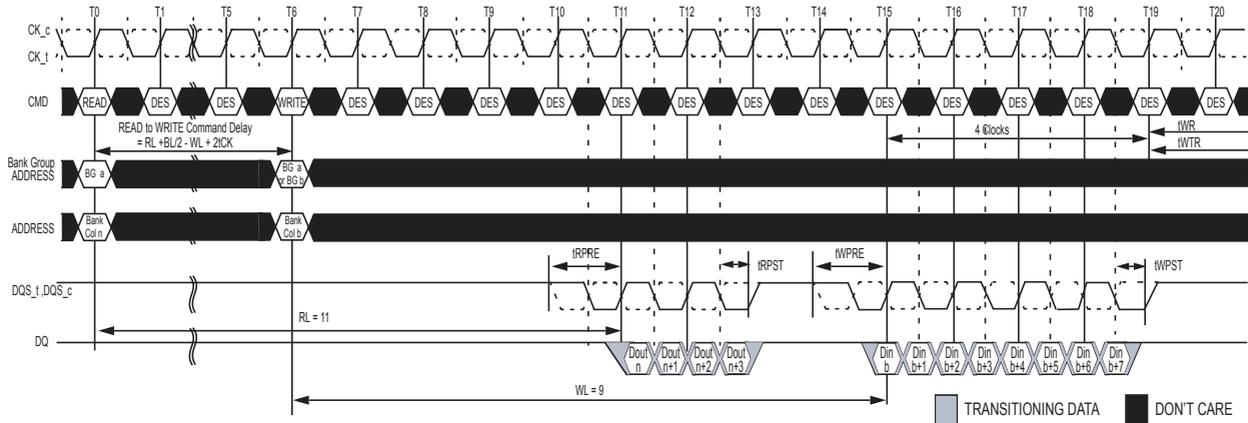 T0 T1 T5 T6 T7 T8 T9 T10 T11 T12 T13 T14 T15 T16 T17 T18 T19 T20
CK_c
CK_t
CMD READ DES DES WRITE DES DES DES DES DES DES DES DES DES DES DES DES DES DES
READ to WRITE Command Delay
= RL +BL/2 - WL + 2tCK
4 Clocks
tWR
tWTR
Bank Group
ADDRESS
BG a
BG a
or BG b
ADDRESS
Bank
Col n
Bank
Col b
tRPRE
tRPST
tWPRE
tWPST
DQS_t ,DQS_c
RL = 11
DQ
Dout
n
Dout
n+1
Dout
n+2
Dout
n+3
Din
b
Din
b+1
Din
b+2
Din
b+3
Din
b+4
Din
b+5
Din
b+6
Din
b+7
WL = 9
TRANSITIONING DATA
DON'T CARE